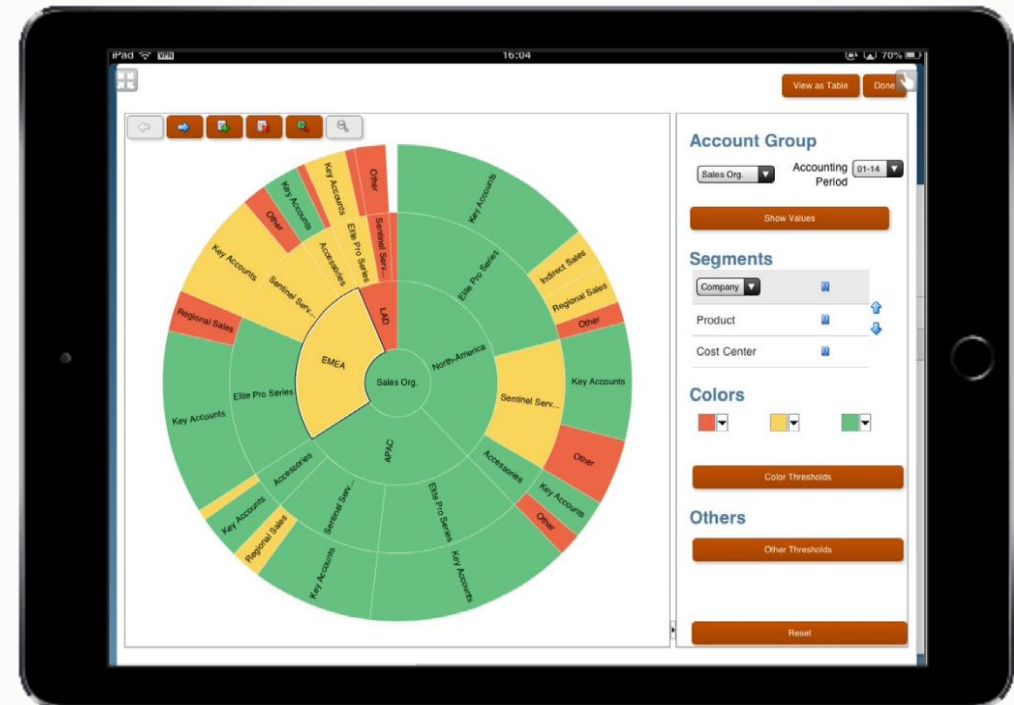 iPad VPN 16:04 70%
View as Table Done
Account Group
Sales Org. Accounting Period 01-14
Show Values
Segments
Company
Product
Cost Center
Colors
Color Thresholds
Others
Other Thresholds
Reset
Sales Org.
North-America
APAC
EMEA
LAD
Elite Pro Series
Sentinel Serv...
Accessories
Elite Pro Series
Sentinel Serv...
Accessories
Elite Pro Series
Sentinel Serv...
Accessories
Elite Pro Series
Sentinel Serv...
Key Accounts
Indirect Sales
Regional Sales
Other
Key Accounts
Other
Key Accounts
Other
Key Accounts
Key Accounts
Regional Sales
Key Accounts
Key Accounts
Regional Sales
Key Accounts
Other
Key Accounts
Key Accounts
Other